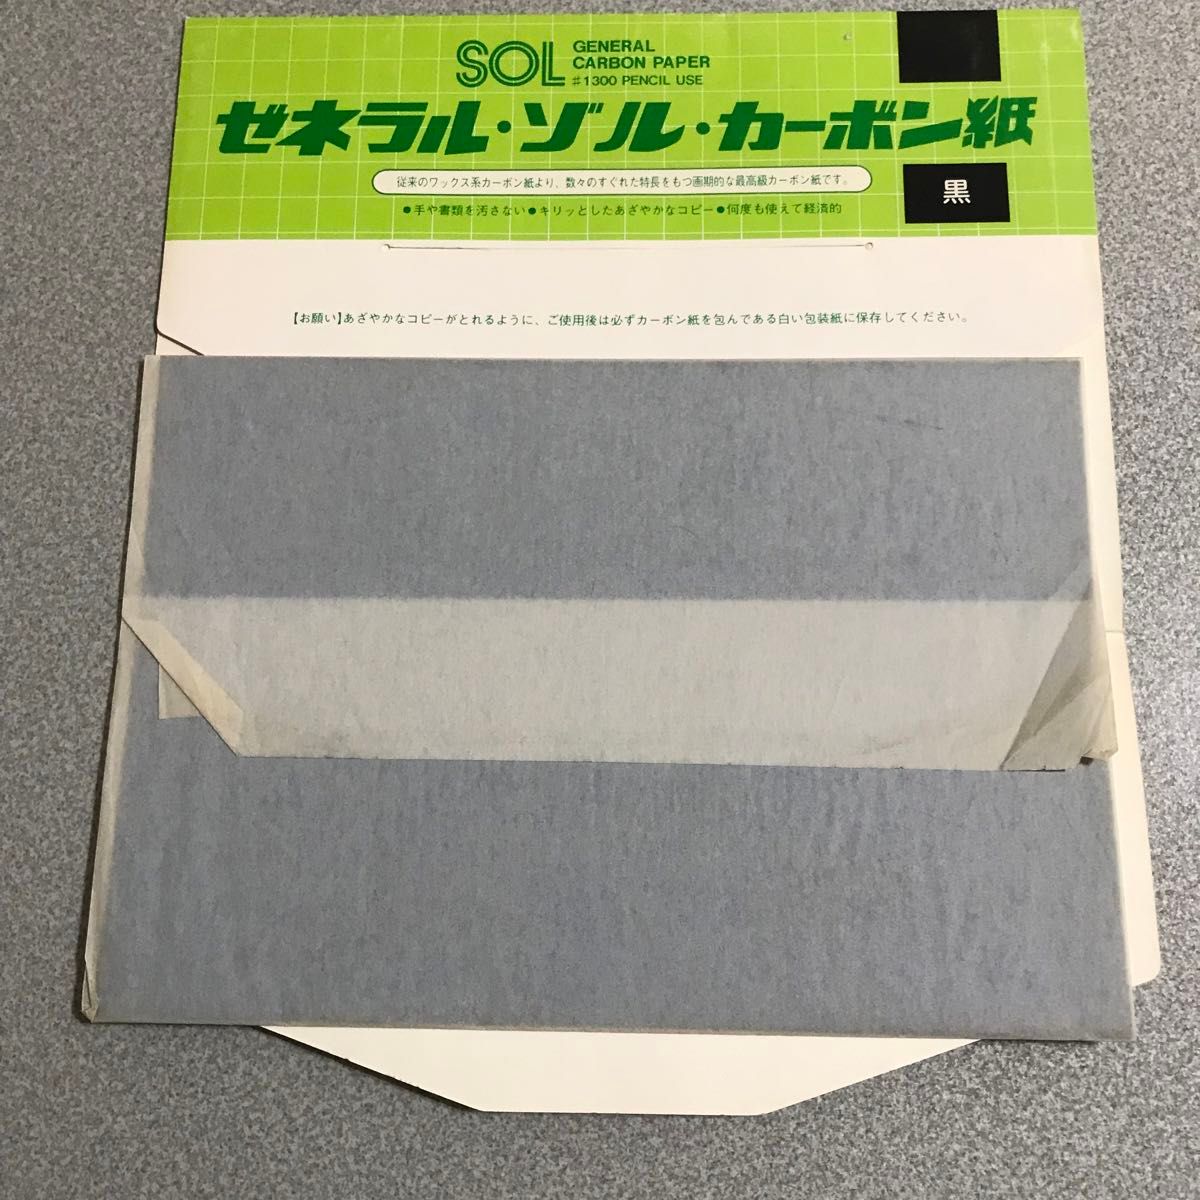 SOL
GENERAL
CARBON PAPER
#1300 PENCIL USE
ゼネラル・ゾル・カーボン紙
従来のワックス系カーボン紙より、数々のすぐれた特長をもつ画期的な最高級カーボン紙です。
黒
●手や書類を汚さない●キリッとしたあざやかなコピー●何度も使えて経済的
【お願い】あざやかなコピーがとれるように、ご使用後は必ずカーボン紙を包んである白い包装紙に保存してください。